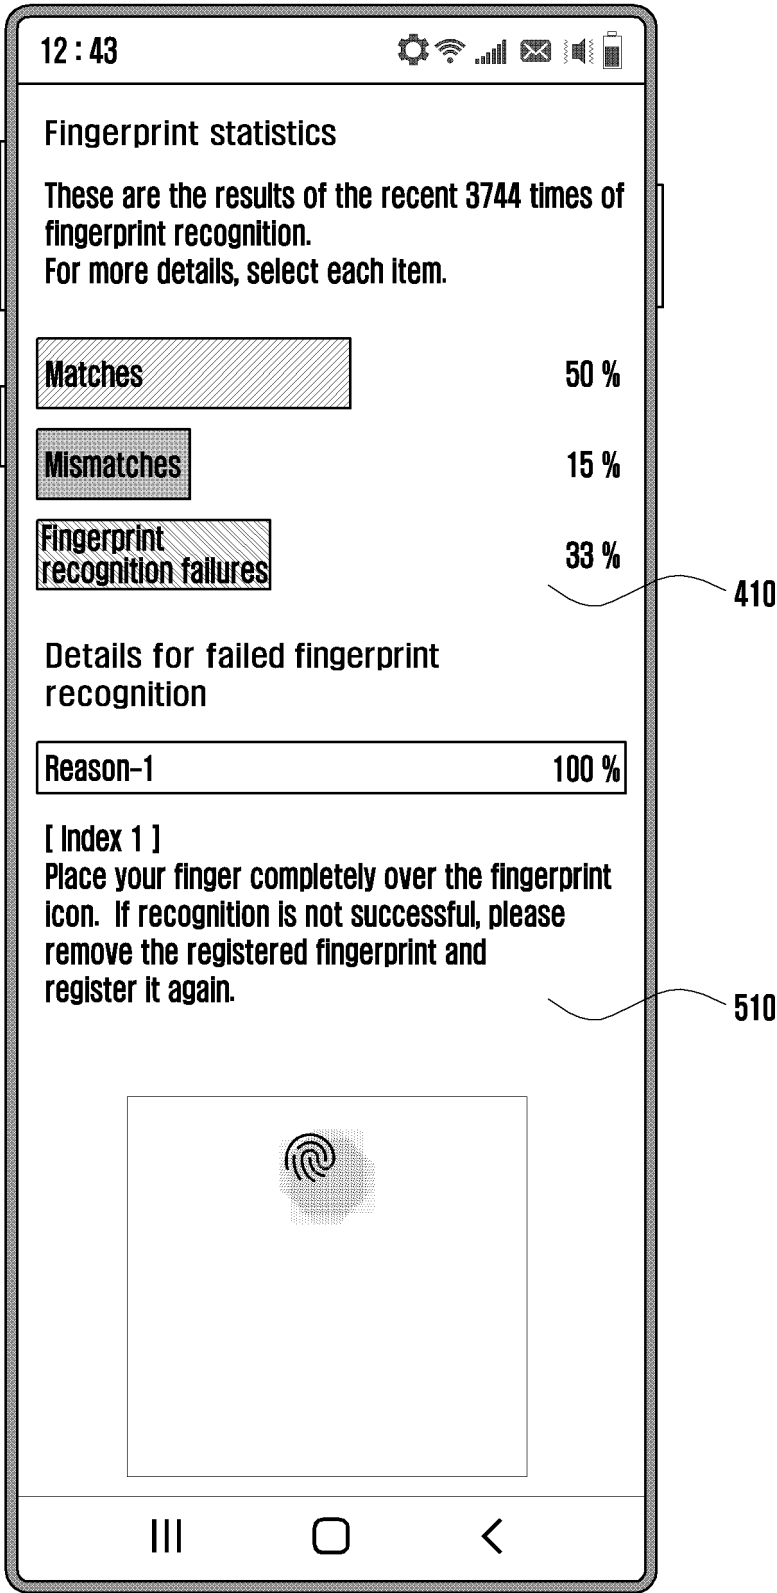 12:43
Fingerprint statistics
These are the results of the recent 3744 times of
fingerprint recognition.
For more details, select each item.
Matches 50 %
Mismatches 15 %
Fingerprint
recognition failures 33 %
410
Details for failed fingerprint
recognition
Reason-1 100 %
[ Index 1 ]
Place your finger completely over the fingerprint
icon. If recognition is not successful, please
remove the registered fingerprint and
register it again.
510